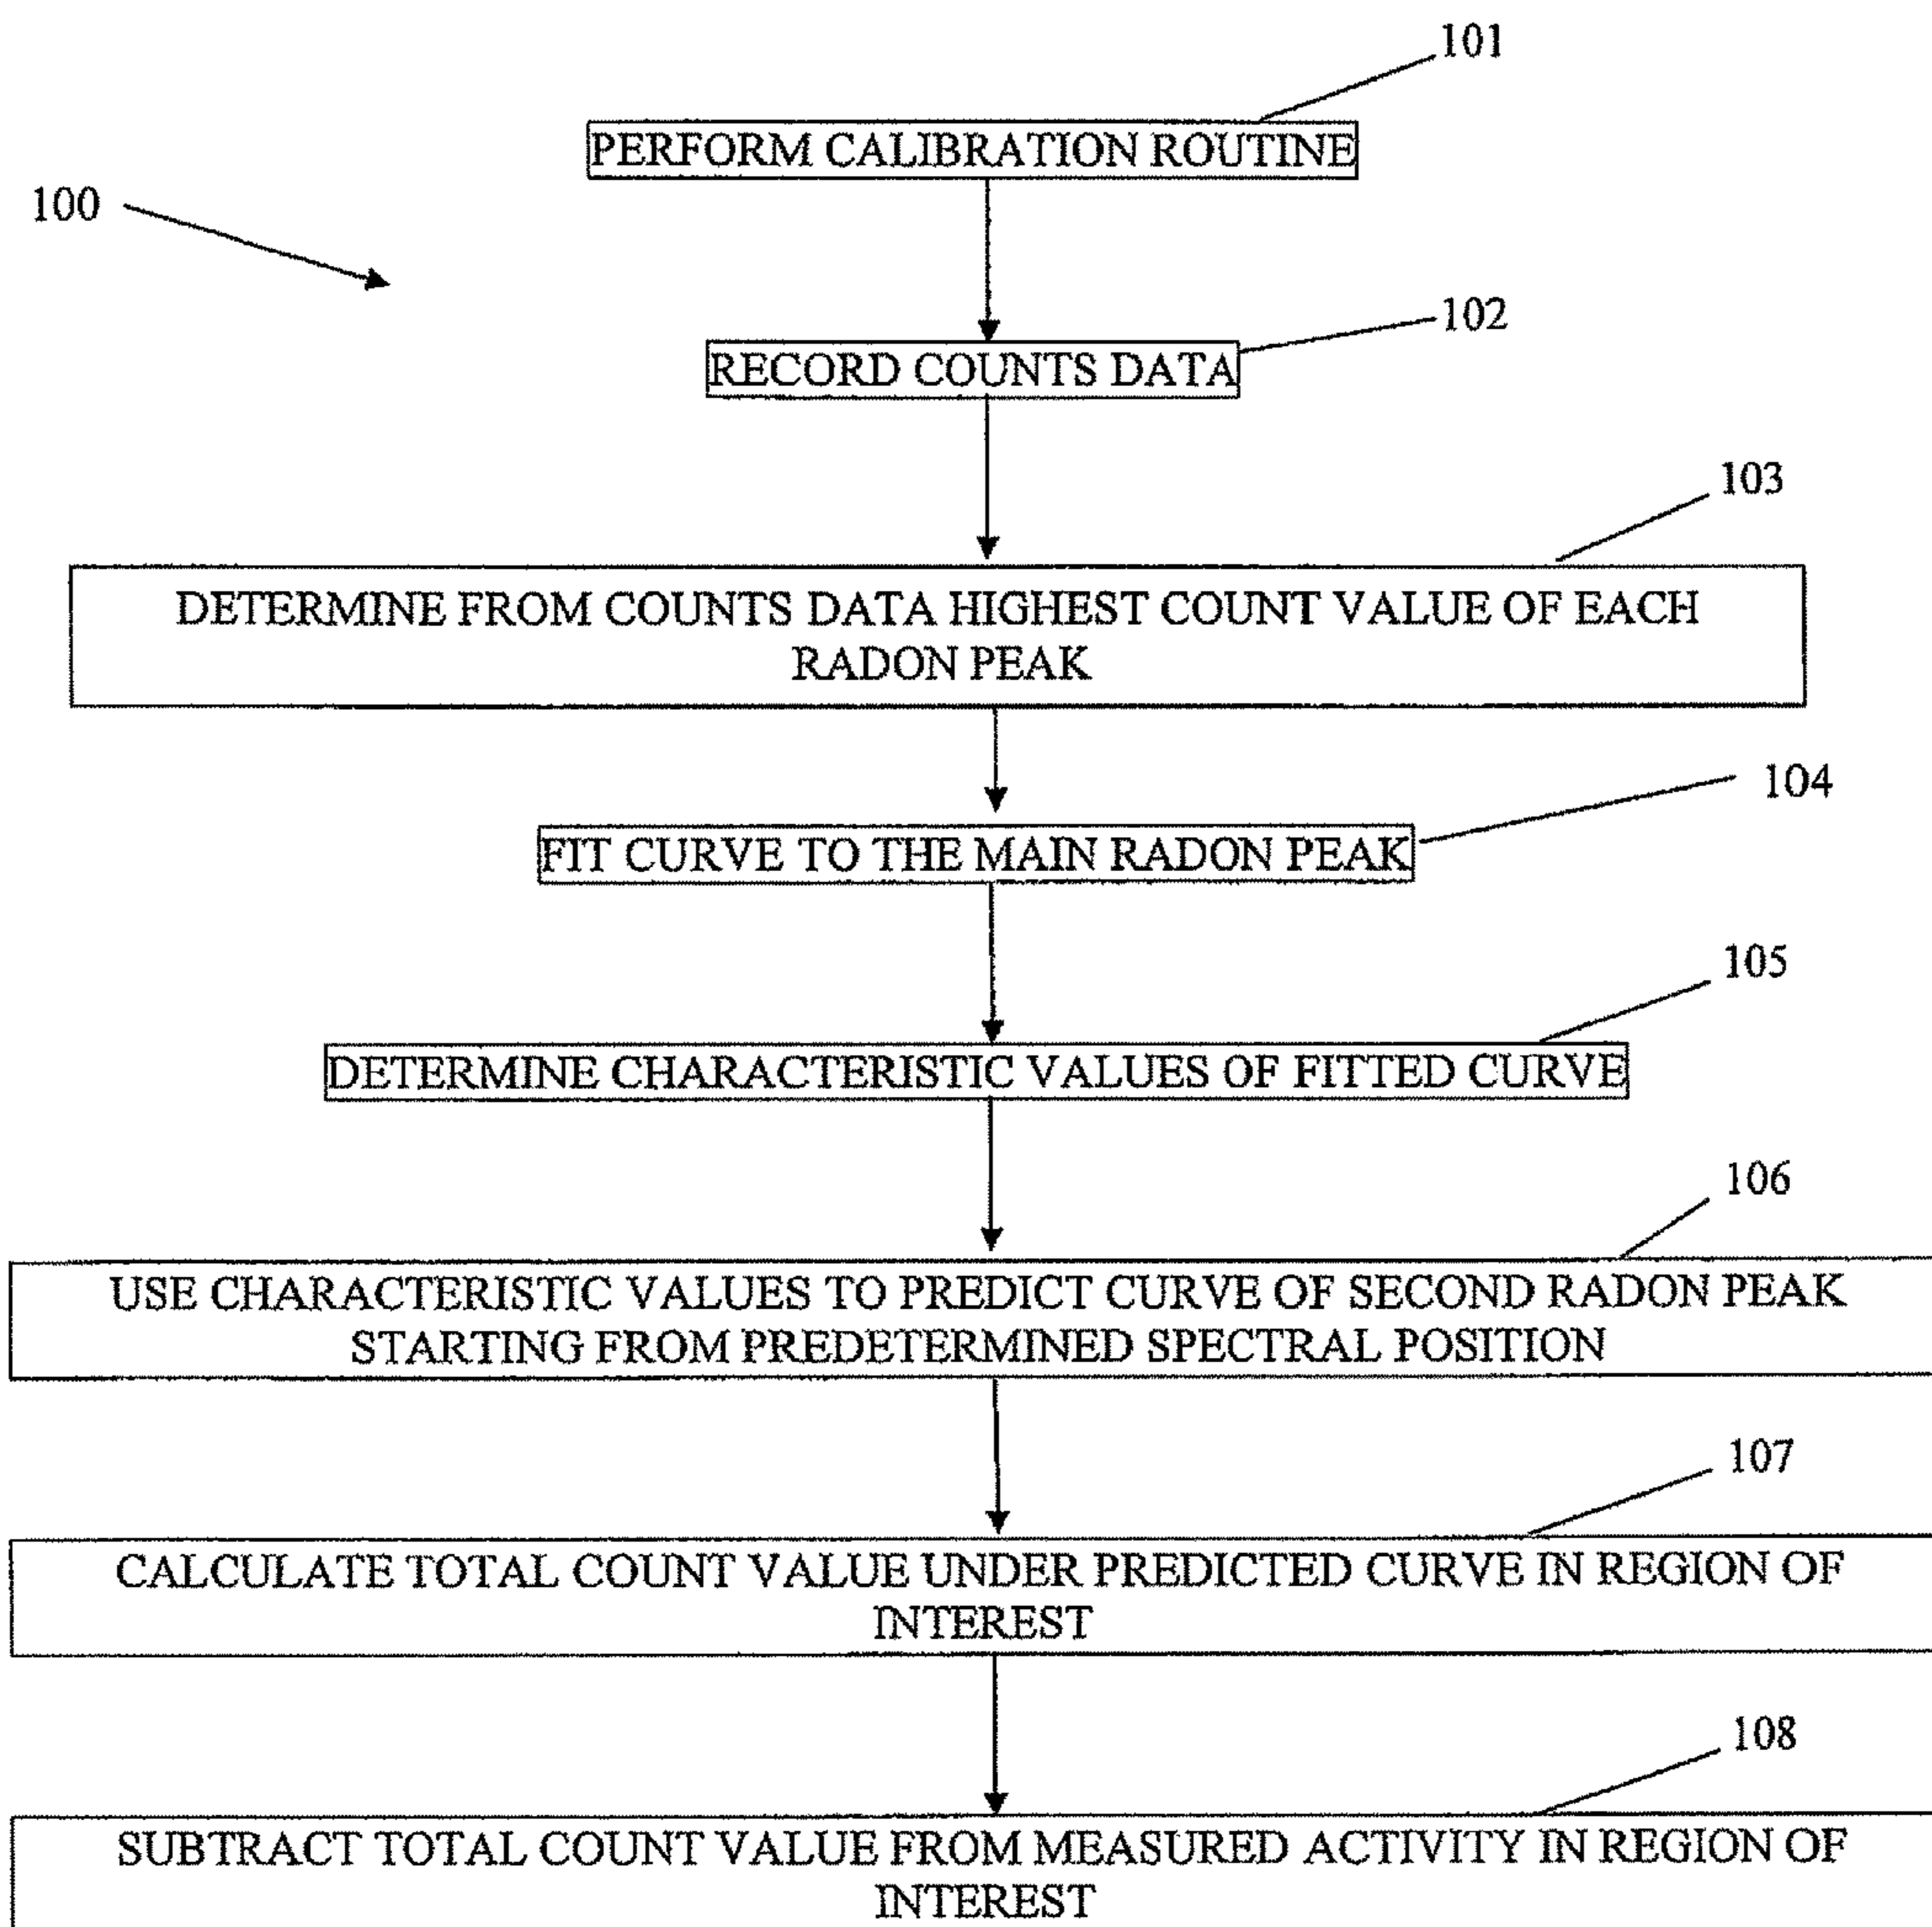 101
PERFORM CALIBRATION ROUTINE
100
102
RECORD COUNTS DATA
103
DETERMINE FROM COUNTS DATA HIGHEST COUNT VALUE OF EACH
RADON PEAK
104
FIT CURVE TO THE MAIN RADON PEAK
105
DETERMINE CHARACTERISTIC VALUES OF FITTED CURVE
106
USE CHARACTERISTIC VALUES TO PREDICT CURVE OF SECOND RADON PEAK
STARTING FROM PREDETERMINED SPECTRAL POSITION
107
CALCULATE TOTAL COUNT VALUE UNDER PREDICTED CURVE IN REGION OF
INTEREST
108
SUBTRACT TOTAL COUNT VALUE FROM MEASURED ACTIVITY IN REGION OF
INTEREST